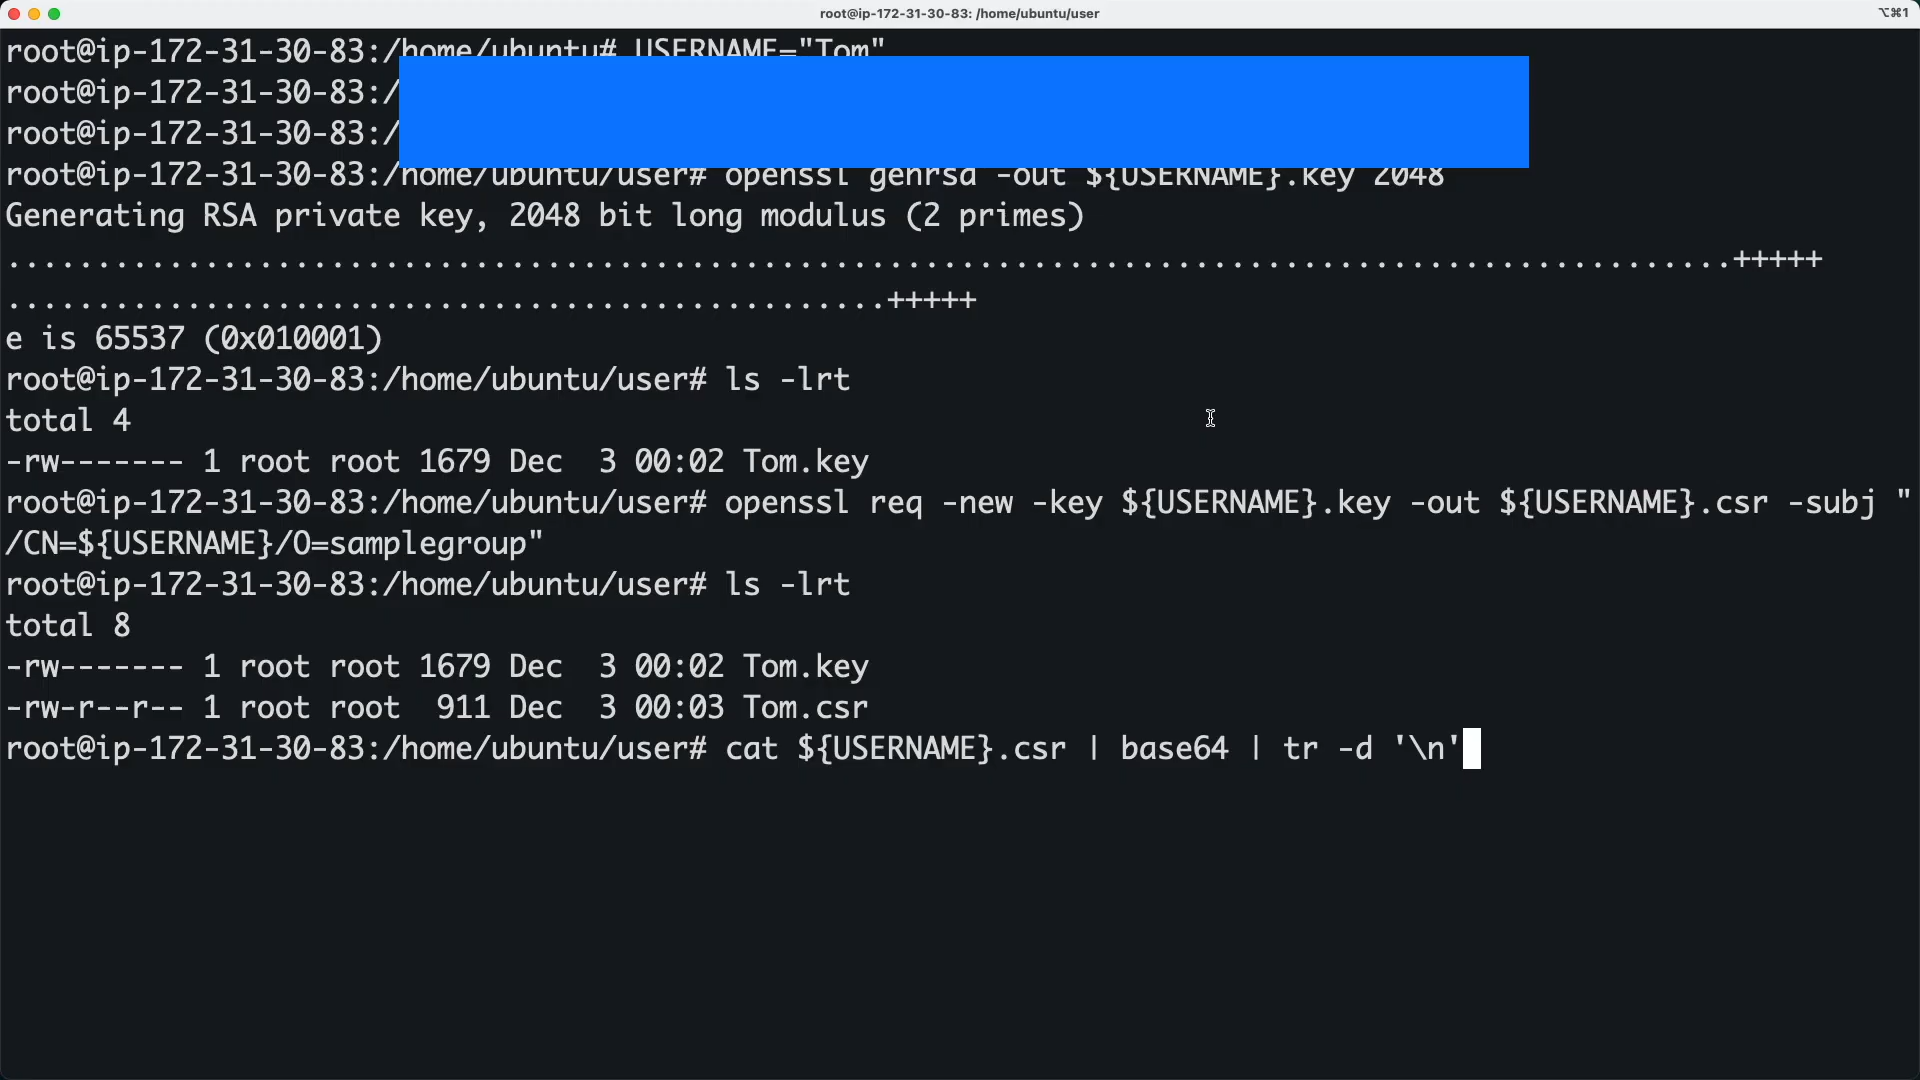 root@ip-172-31-30-83: /home/ubuntu/user
⌥⌘1
root@ip-172-31-30-83:/home/ubuntu# USERNAME="Tom"
root@ip-172-31-30-83:/
root@ip-172-31-30-83:/
root@ip-172-31-30-83:/home/ubuntu/user# openssl genrsa -out ${USERNAME}.key 2048
Generating RSA private key, 2048 bit long modulus (2 primes)
................................................................................................+++++
.................................................+++++
e is 65537 (0x010001)
root@ip-172-31-30-83:/home/ubuntu/user# ls -lrt
total 4
-rw------- 1 root root 1679 Dec  3 00:02 Tom.key
root@ip-172-31-30-83:/home/ubuntu/user# openssl req -new -key ${USERNAME}.key -out ${USERNAME}.csr -subj "
/CN=${USERNAME}/O=samplegroup"
root@ip-172-31-30-83:/home/ubuntu/user# ls -lrt
total 8
-rw------- 1 root root 1679 Dec  3 00:02 Tom.key
-rw-r--r-- 1 root root  911 Dec  3 00:03 Tom.csr
root@ip-172-31-30-83:/home/ubuntu/user# cat ${USERNAME}.csr | base64 | tr -d '\n'